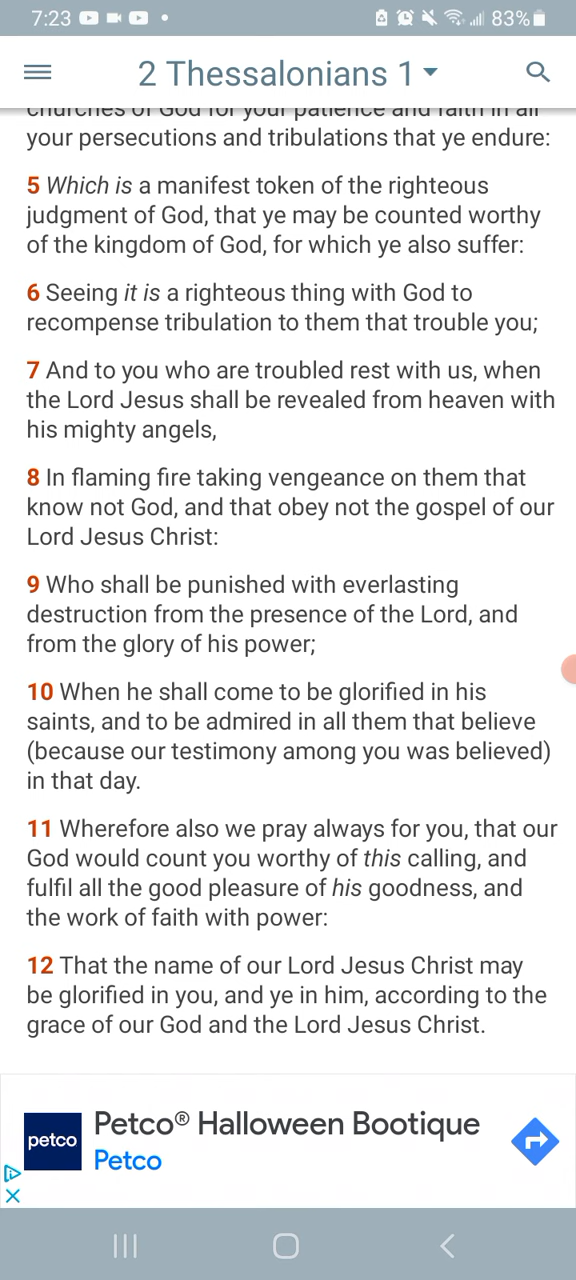 7:23 83%
2 Thessalonians 1
churches of God for your patience and faith in all
your persecutions and tribulations that ye endure:
5 Which is a manifest token of the righteous
judgment of God, that ye may be counted worthy
of the kingdom of God, for which ye also suffer:
6 Seeing it is a righteous thing with God to
recompense tribulation to them that trouble you;
7 And to you who are troubled rest with us, when
the Lord Jesus shall be revealed from heaven with
his mighty angels,
8 In flaming fire taking vengeance on them that
know not God, and that obey not the gospel of our
Lord Jesus Christ:
9 Who shall be punished with everlasting
destruction from the presence of the Lord, and
from the glory of his power;
10 When he shall come to be glorified in his
saints, and to be admired in all them that believe
(because our testimony among you was believed)
in that day.
11 Wherefore also we pray always for you, that our
God would count you worthy of this calling, and
fulfil all the good pleasure of his goodness, and
the work of faith with power:
12 That the name of our Lord Jesus Christ may
be glorified in you, and ye in him, according to the
grace of our God and the Lord Jesus Christ.
petco
Petco® Halloween Bootique
Petco